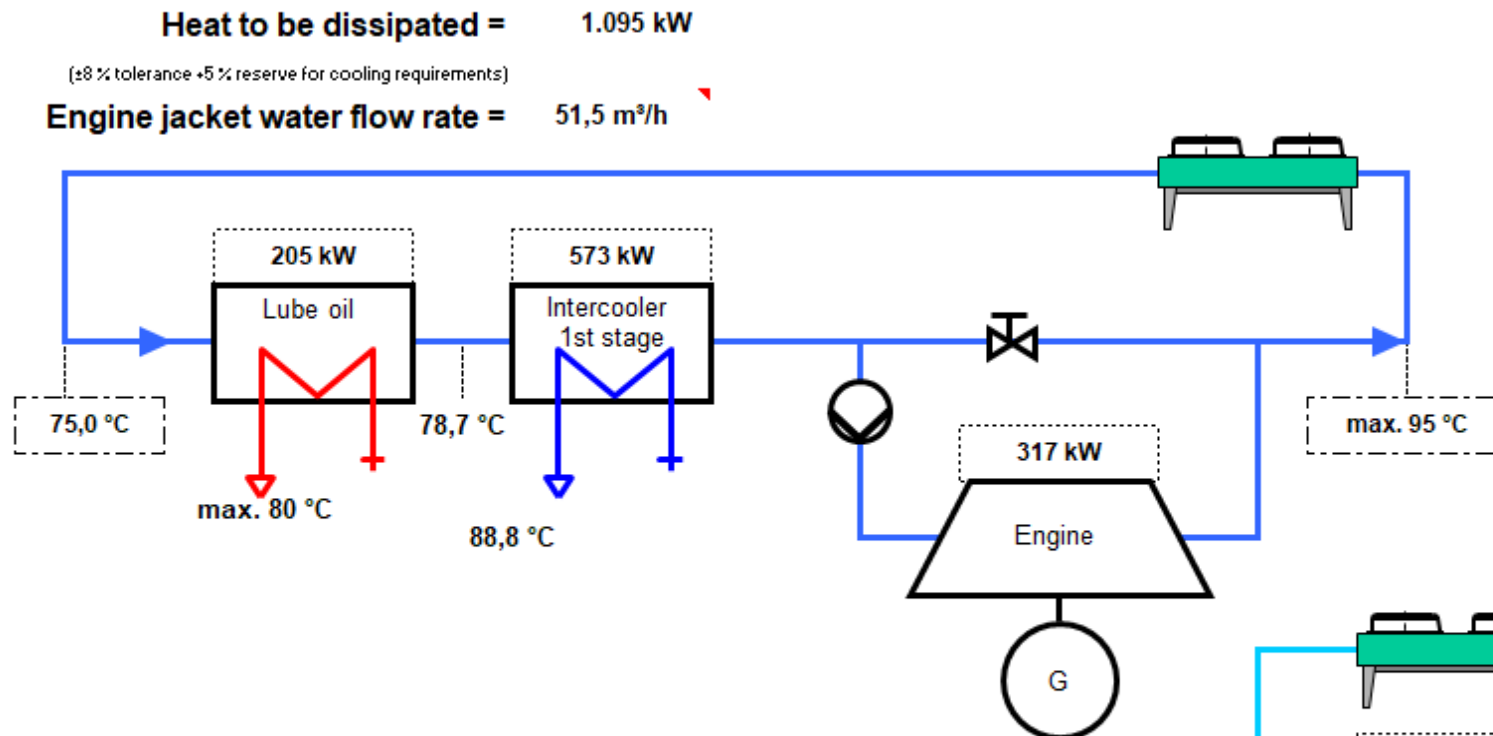 Heat to be dissipated = 1.095 kW
(±8 % tolerance +5 % reserve for cooling requirements)
Engine jacket water flow rate = 51,5 m³/h
205 kW
573 kW
Lube oil
Intercooler
1st stage
75,0 °C
78,7 °C
max. 95 °C
317 kW
max. 80 °C
88,8 °C
Engine
G